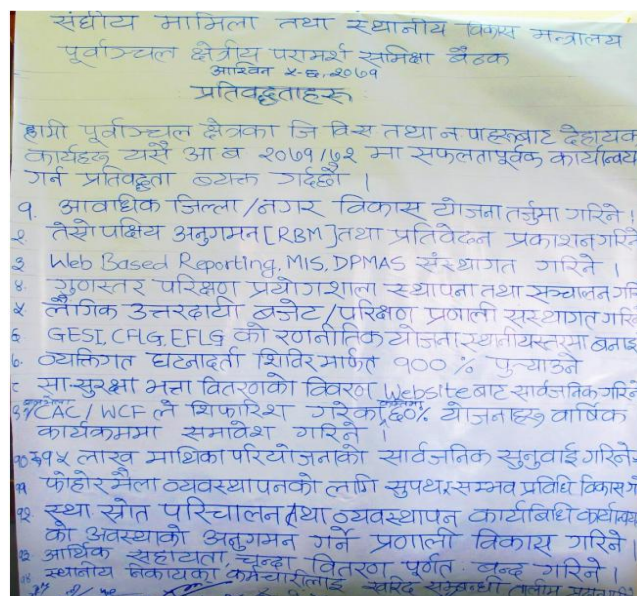 संघीय मामिला तथा स्थानीय विकास मन्त्रालय
पूर्वाञ्चल क्षेत्रीय परामर्श समिक्षा बैठक
आश्विन ५-६, २०७१
प्रतिवद्धताहरू
हामी पूर्वाञ्चल क्षेत्रका जि वि स तथा न पाहरूबाट देहायका
कार्यहरू यसै आ ब २०७१/७२ मा सफलतापूर्वक कार्यान्वयन
गर्न प्रतिवद्धता ब्यक्त गर्दछौं ।
१. आवधिक जिल्ला/नगर विकास योजना तर्जुमा गरिने ।
२. तेस्रो पक्षिय अनुगमन [RBM] तथा प्रतिवेदन प्रकाशन गरिने
३ Web Based Reporting, MIS, DPMAS संस्थागत गरिने ।
४. गुणस्तर परिक्षण प्रयोगशाला स्थापना तथा सञ्चालन गरि
५ लैंगिक उत्तरदायी बजेट/परिक्षण प्रणाली संस्थागत गरि
६ GESI, CFLG, EFLG को रणनीतिक योजना स्थानीयस्तरमा बनाइ
७. व्यक्तिगत घटनादर्ता शिविर मार्फत १००% पुर्‍याउने
८ सा.सुरक्षा भत्ता वितरणको विवरण Website बाट सार्वजनिक गरिने
९ CAC/WCF ले शिफारिश गरेका ६०% योजनाहरू वार्षिक
कार्यक्रममा समावेश गरिने ।
१० १५ लाख माथिका परियोजनाको सार्वजनिक सुनुवाई गरिने
११ फोहोरमैला व्यवस्थापनको लागि सुपथ र सम्भव प्रविधि विकास ग
१२ स्था स्रोत परिचालन तथा व्यवस्थापन कार्यबिधि कार्यान्वयन
को अवस्थाको अनुगमन गर्ने प्रणाली विकास गरिने ।
१३ आर्थिक सहायता, चन्दा वितरण पूर्णत: बन्द गरिने ।
१४ स्थानीय निकायका कर्मचारीलाई खरिद सम्बन्धी तालीम